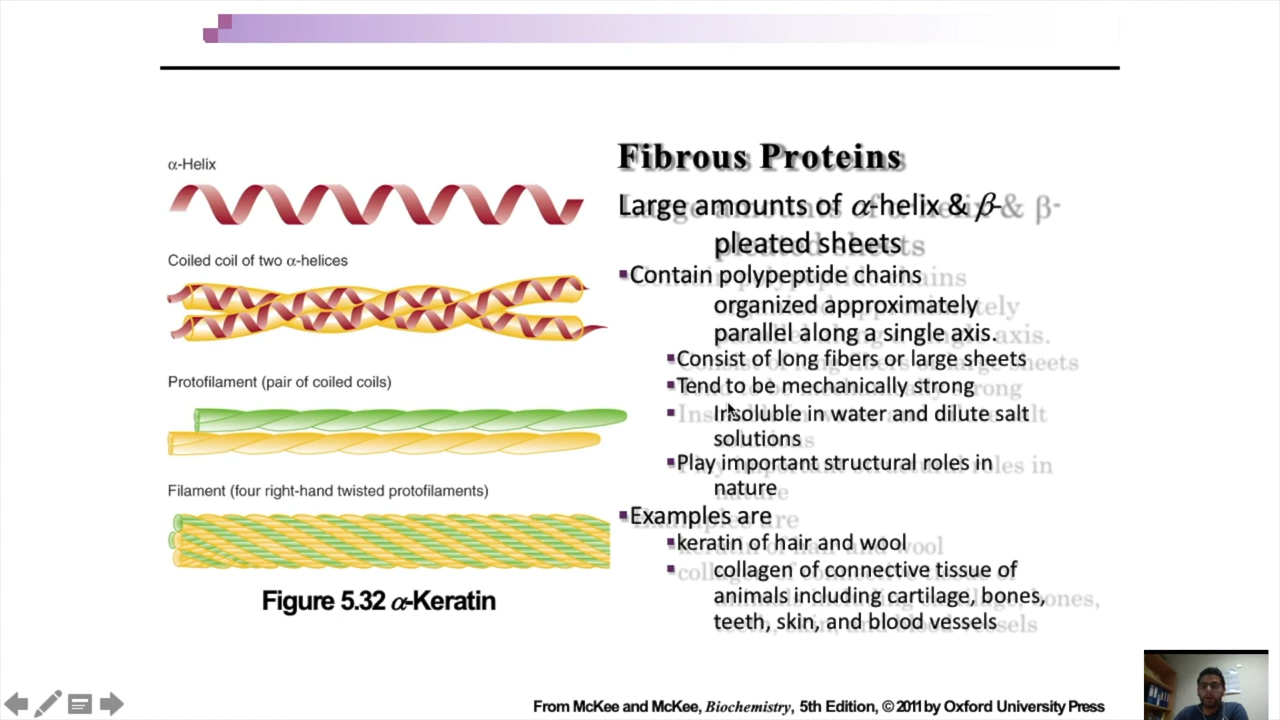 α-Helix
Coiled coil of two α-helices
Protofilament (pair of coiled coils)
Filament (four right-hand twisted protofilaments)
Figure 5.32 α-Keratin
Fibrous Proteins
Large amounts of α-helix & β-
pleated sheets
▪Contain polypeptide chains
organized approximately
parallel along a single axis.
▪Consist of long fibers or large sheets
▪Tend to be mechanically strong
▪Insoluble in water and dilute salt
solutions
▪Play important structural roles in
nature
▪Examples are
▪keratin of hair and wool
▪collagen of connective tissue of
animals including cartilage, bones,
teeth, skin, and blood vessels
From McKee and McKee, Biochemistry, 5th Edition, © 2011 by Oxford University Press